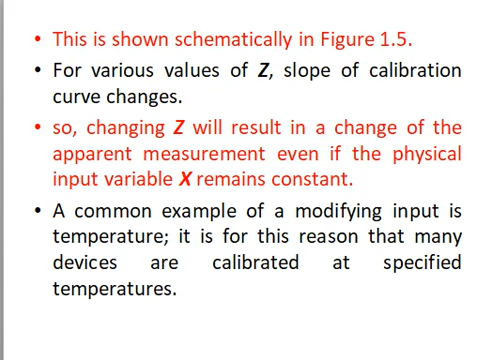 • This is shown schematically in Figure 1.5.
• For various values of Z, slope of calibration
curve changes.
• so, changing Z will result in a change of the
apparent measurement even if the physical
input variable X remains constant.
• A common example of a modifying input is
temperature; it is for this reason that many
devices are calibrated at specified
temperatures.